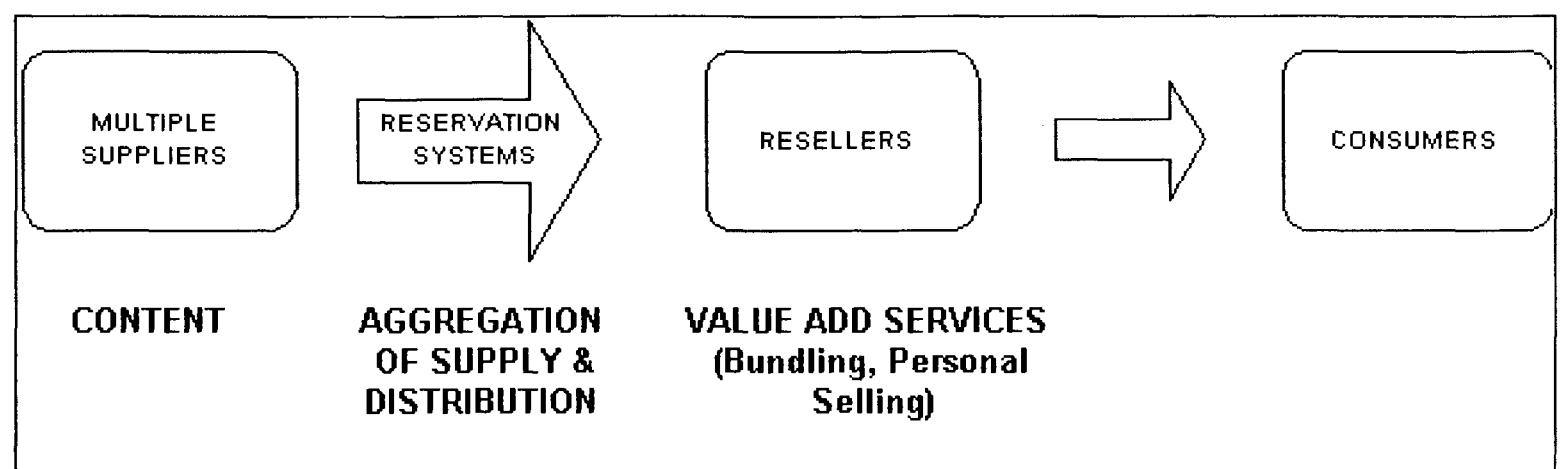 MULTIPLE
SUPPLIERS
RESERVATION
SYSTEMS
RESELLERS
CONSUMERS
CONTENT
AGGREGATION
OF SUPPLY &
DISTRIBUTION
VALUE ADD SERVICES
(Bundling, Personal
Selling)